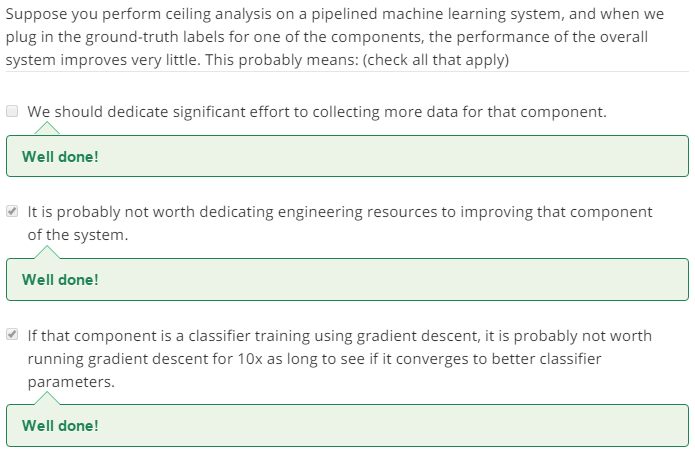 Suppose you perform ceiling analysis on a pipelined machine learning system, and when we
plug in the ground-truth labels for one of the components, the performance of the overall
system improves very little. This probably means: (check all that apply)
We should dedicate significant effort to collecting more data for that component.
Well done!
It is probably not worth dedicating engineering resources to improving that component
of the system.
Well done!
If that component is a classifier training using gradient descent, it is probably not worth
running gradient descent for 10x as long to see if it converges to better classifier
parameters.
Well done!